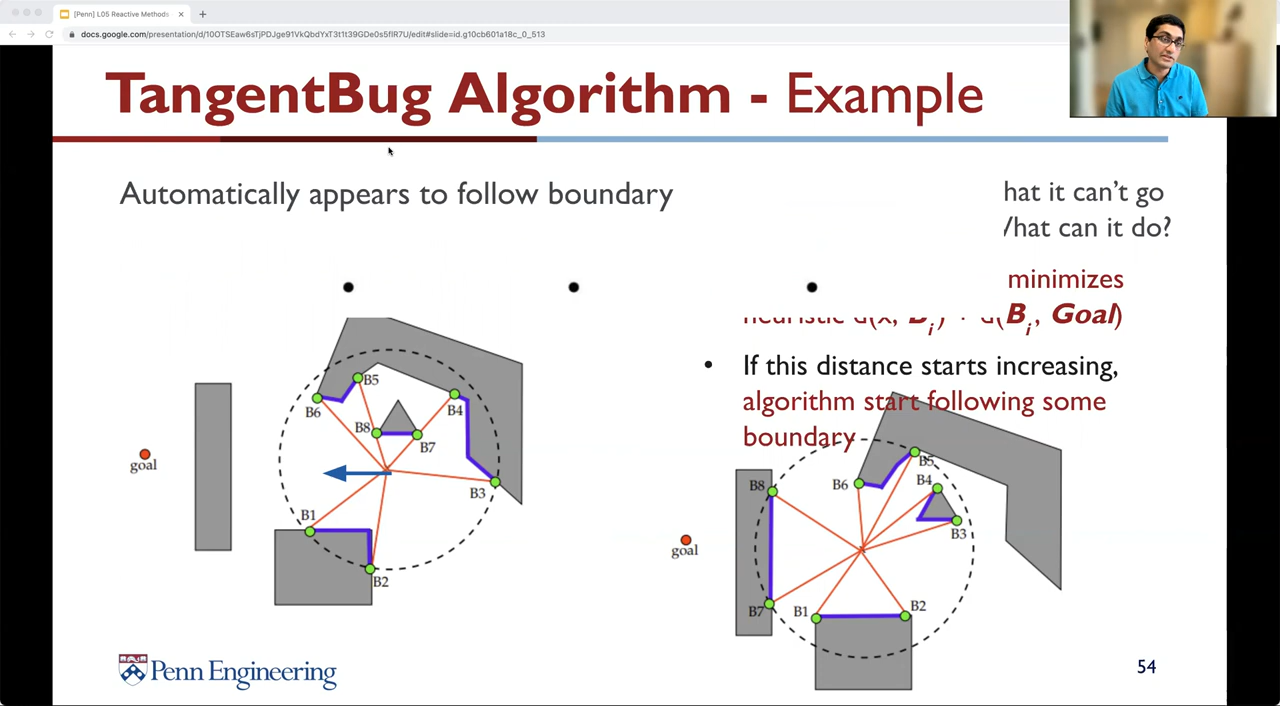 [Penn] L05 Reactive Methods
docs.google.com/presentation/d/10OTSEaw6sTjPDJge91VkQbdYxT3t1t39GDe0s5flR7U/edit#slide=id.g10cb601a18c_0_513
TangentBug Algorithm - Example
Automatically appears to follow boundary
hat it can't go
hat can it do?
minimizes
Bi) + d(Bi, Goal)
• If this distance starts increasing,
algorithm start following some
boundary
B5
B6
B4
B8
B7
goal
B3
B1
B2
B5
B8
B6
B4
B3
goal
B7
B1
B2
Penn Engineering
54